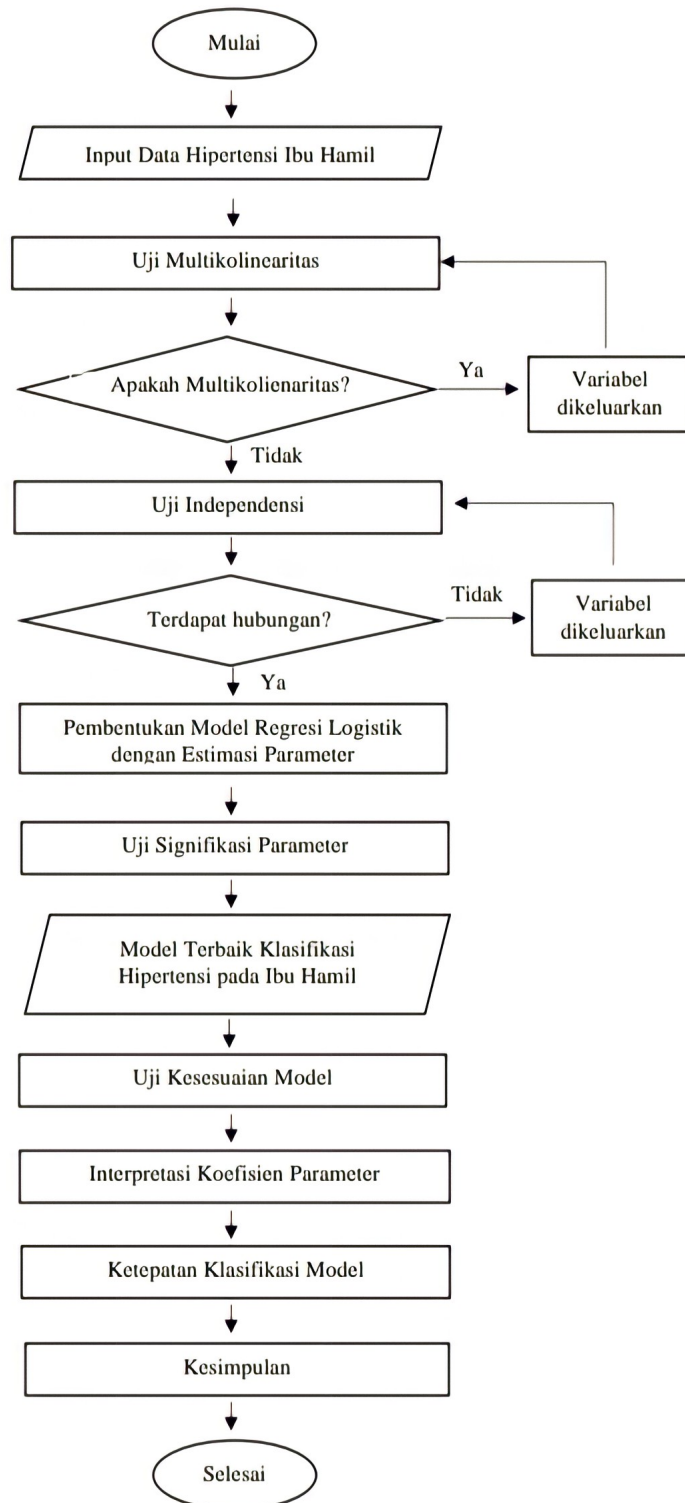 Mulai
Input Data Hipertensi Ibu Hamil
Uji Multikolinearitas
Apakah Multikolienaritas?
Ya
Variabel
dikeluarkan
Tidak
Uji Independensi
Terdapat hubungan?
Tidak
Variabel
dikeluarkan
Ya
Pembentukan Model Regresi Logistik
dengan Estimasi Parameter
Uji Signifikasi Parameter
Model Terbaik Klasifikasi
Hipertensi pada Ibu Hamil
Uji Kesesuaian Model
Interpretasi Koefisien Parameter
Ketepatan Klasifikasi Model
Kesimpulan
Selesai